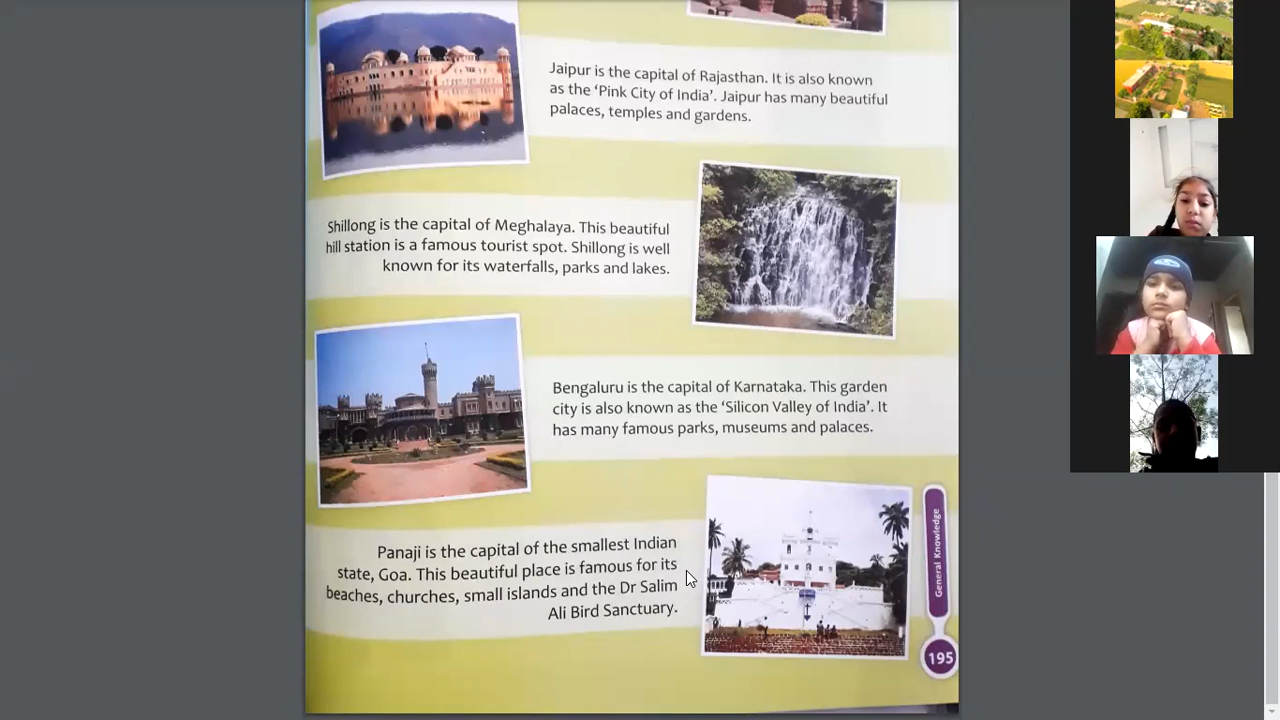 Jaipur is the capital of Rajasthan. It is also known
as the ‘Pink City of India’. Jaipur has many beautiful
palaces, temples and gardens.
Shillong is the capital of Meghalaya. This beautiful
hill station is a famous tourist spot. Shillong is well
known for its waterfalls, parks and lakes.
Bengaluru is the capital of Karnataka. This garden
city is also known as the ‘Silicon Valley of India’. It
has many famous parks, museums and palaces.
Panaji is the capital of the smallest Indian
state, Goa. This beautiful place is famous for its
beaches, churches, small islands and the Dr Salim
Ali Bird Sanctuary.
General Knowledge
195